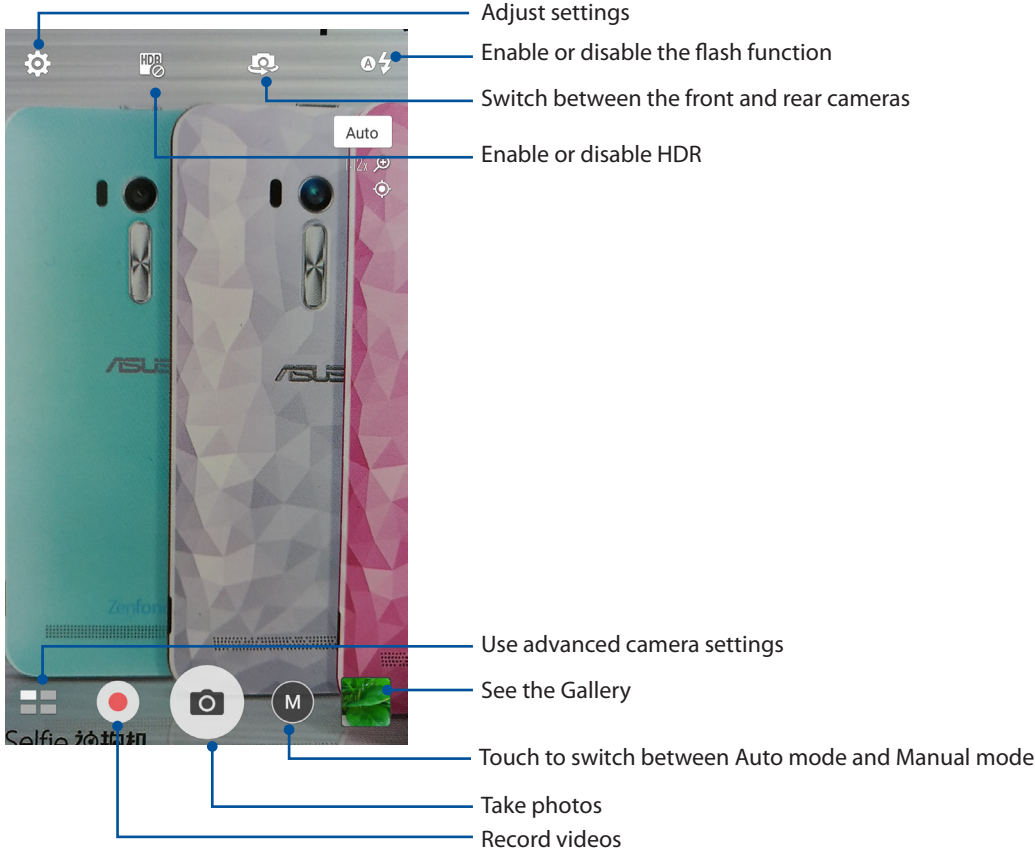 Adjust settings
Enable or disable the flash function
HDR
A
Switch between the front and rear cameras
Auto
Enable or disable HDR
2x
ASUS
ASUS
Zenfone
Use advanced camera settings
See the Gallery
M
Selfie
Touch to switch between Auto mode and Manual mode
Take photos
Record videos